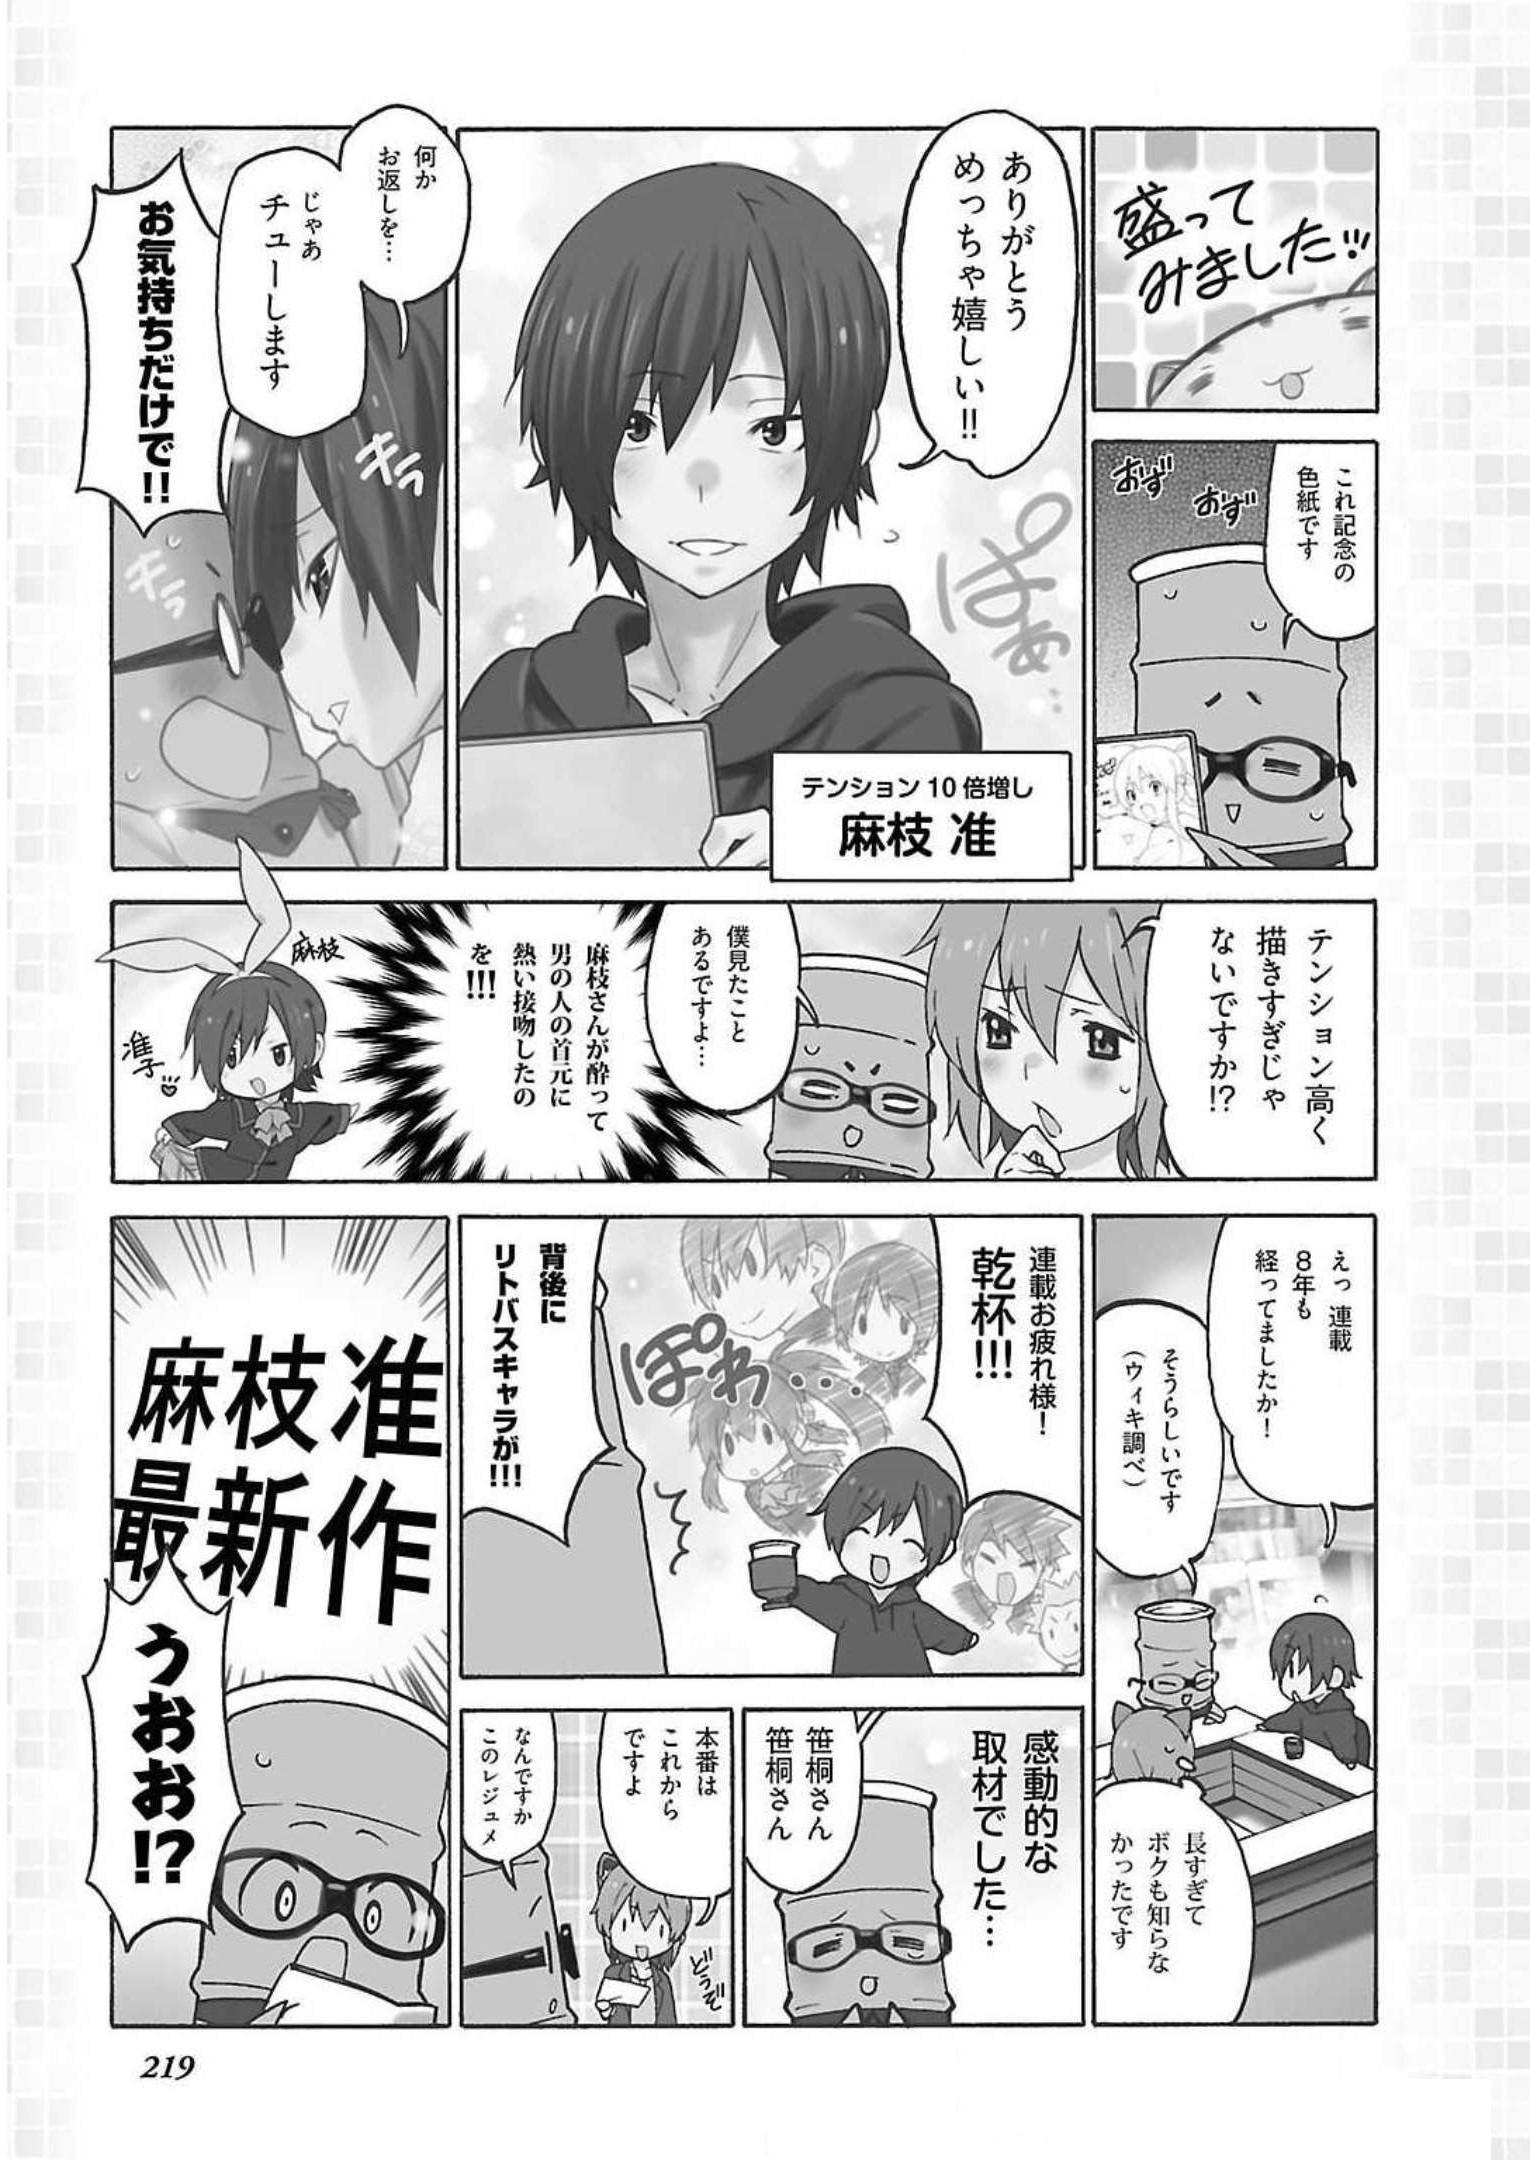 盛って
みました!!!
これ記念の
色紙です
おず
おず
ありがとう
めっちゃ嬉しい!!
ぱあ…
テンション10倍増し
麻枝 准
何か
お返しを…
じゃあ
チューします
お気持ちだけで!!
キラ
キラ
テンション高く
描きすぎじゃ
ないですか!?
僕見たこと
あるですよ…
麻枝さんが酔って
男の人の首元に
熱い接吻したの
を!!!
麻枝
准子
えっ 連載
8年も
経ってましたか!
そうらしいです
(ウィキ調べ)
長すぎて
ボクも知らな
かったです
連載お疲れ様!
乾杯!!!
ぽわ・・・
背後に
リトバスキャラが!!!
感動的な
取材でした…
笹桐さん
笹桐さん
本番は
これから
ですよ
どうぞ
なんですか
このレジュメ
麻枝准
最新作
うおお!?
219